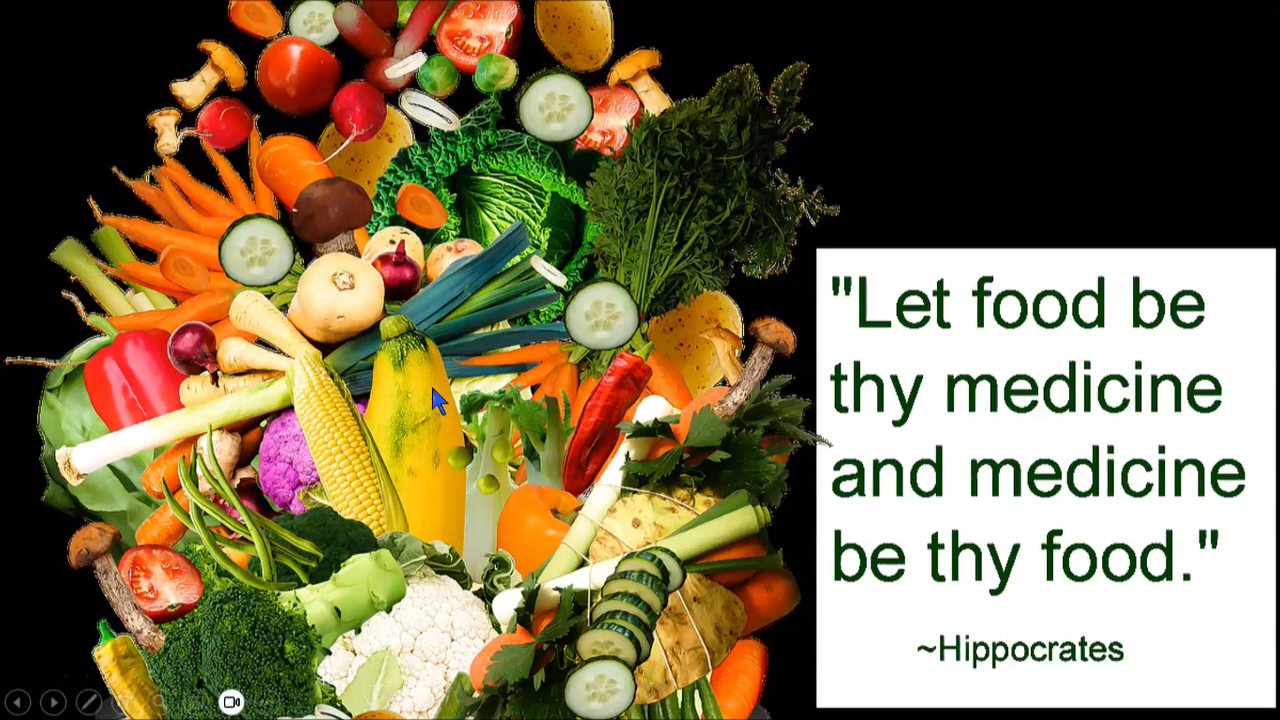 "Let food be
thy medicine
and medicine
be thy food."
~Hippocrates